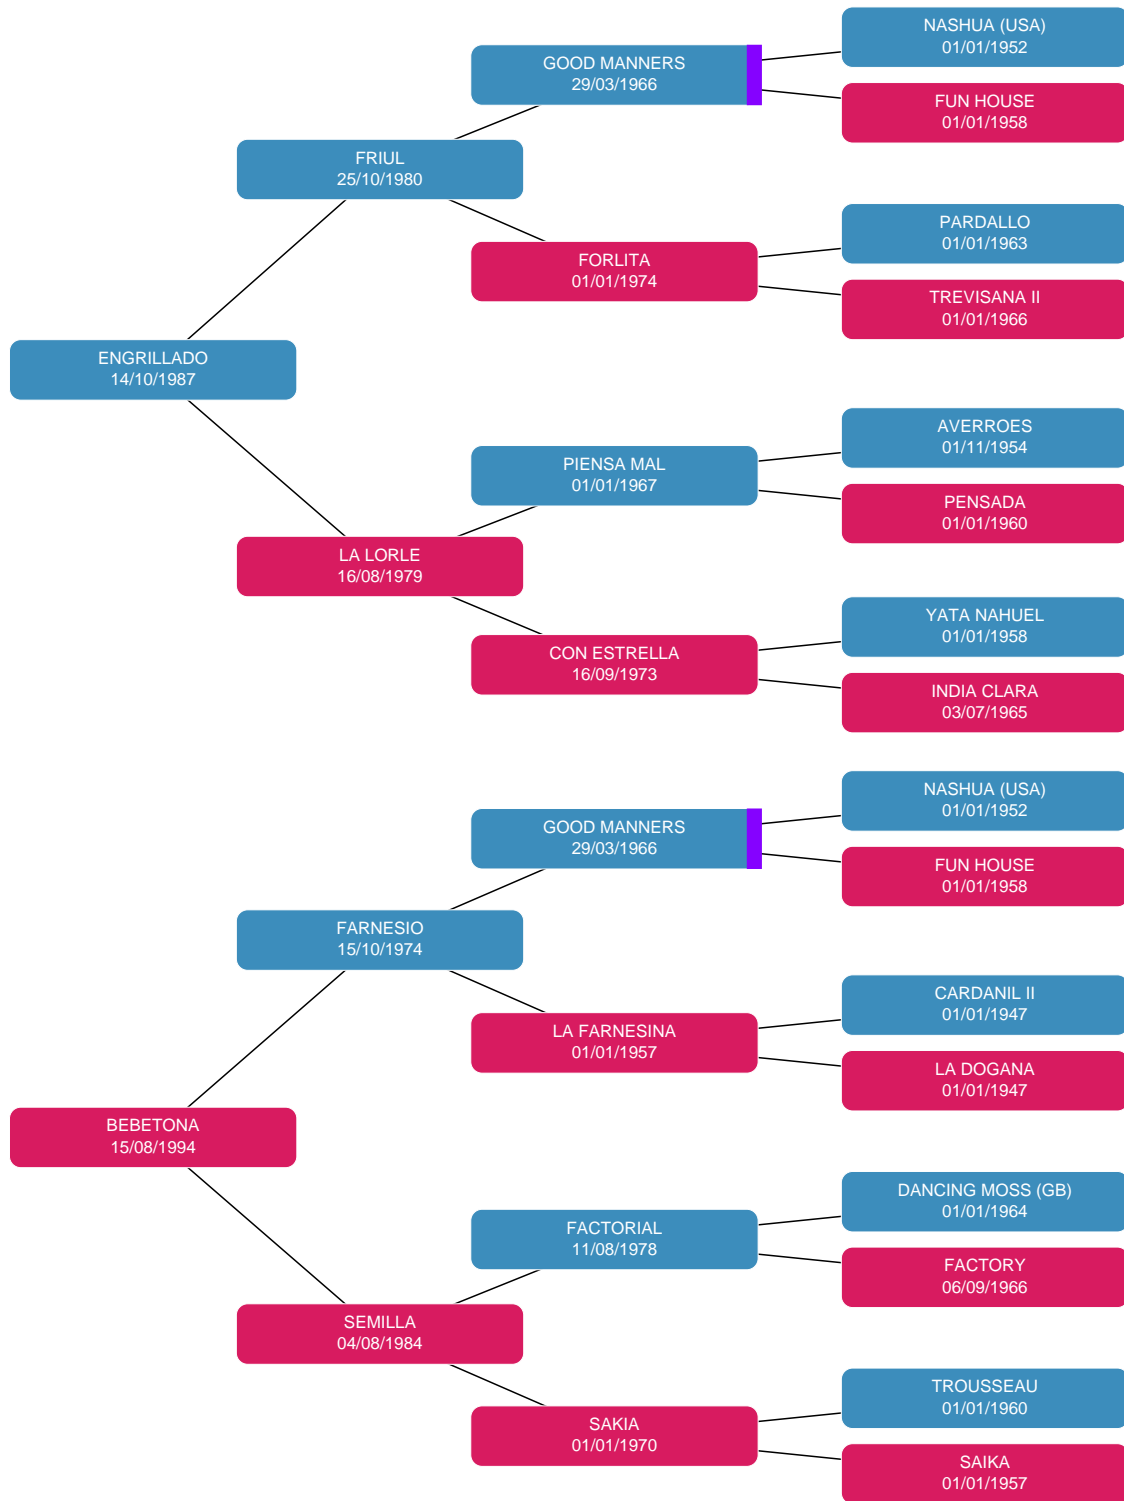 NASHUA (USA)
01/01/1952
GOOD MANNERS
29/03/1966
FUN HOUSE
01/01/1958
FRIUL
25/10/1980
PARDALLO
01/01/1963
FORLITA
01/01/1974
TREVISANA II
01/01/1966
ENGRILLADO
14/10/1987
AVERROES
01/11/1954
PIENSA MAL
01/01/1967
PENSADA
01/01/1960
LA LORLE
16/08/1979
YATA NAHUEL
01/01/1958
CON ESTRELLA
16/09/1973
INDIA CLARA
03/07/1965
NASHUA (USA)
01/01/1952
GOOD MANNERS
29/03/1966
FUN HOUSE
01/01/1958
FARNESIO
15/10/1974
CARDANIL II
01/01/1947
LA FARNESINA
01/01/1957
LA DOGANA
01/01/1947
BEBETONA
15/08/1994
DANCING MOSS (GB)
01/01/1964
FACTORIAL
11/08/1978
FACTORY
06/09/1966
SEMILLA
04/08/1984
TROUSSEAU
01/01/1960
SAKIA
01/01/1970
SAIKA
01/01/1957